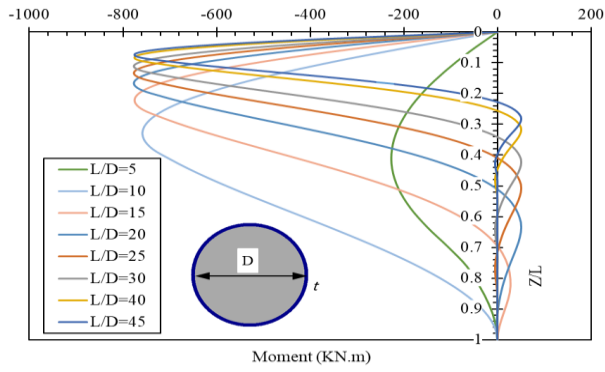 -1000 -800 -600 -400 -200 0 200
0
0.1
0.2
0.3
0.4
0.5
0.6
0.7
0.8
0.9
1
Z/L
L/D=5
L/D=10
L/D=15
L/D=20
L/D=25
L/D=30
L/D=40
L/D=45
D
t
Moment (KN.m)